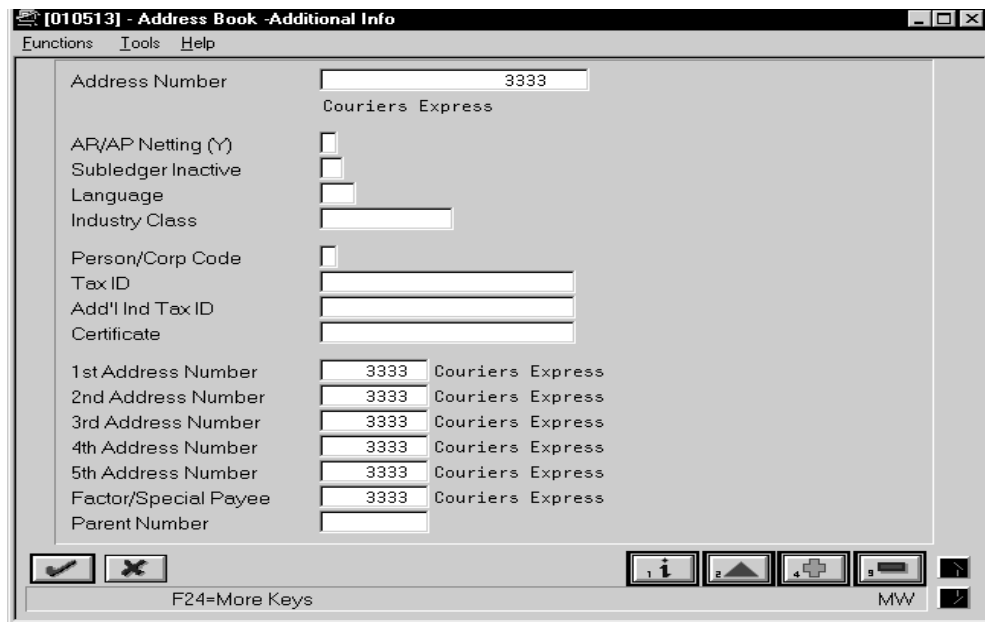 [010513] - Address Book -Additional Info
Functions Tools Help
Address Number 3333
Couriers Express
AR/AP Netting (Y)
Subledger Inactive
Language
Industry Class
Person/Corp Code
Tax ID
Add'l Ind Tax ID
Certificate
1st Address Number 3333 Couriers Express
2nd Address Number 3333 Couriers Express
3rd Address Number 3333 Couriers Express
4th Address Number 3333 Couriers Express
5th Address Number 3333 Couriers Express
Factor/Special Payee 3333 Couriers Express
Parent Number
1 i 2 4 9
F24=More Keys MW